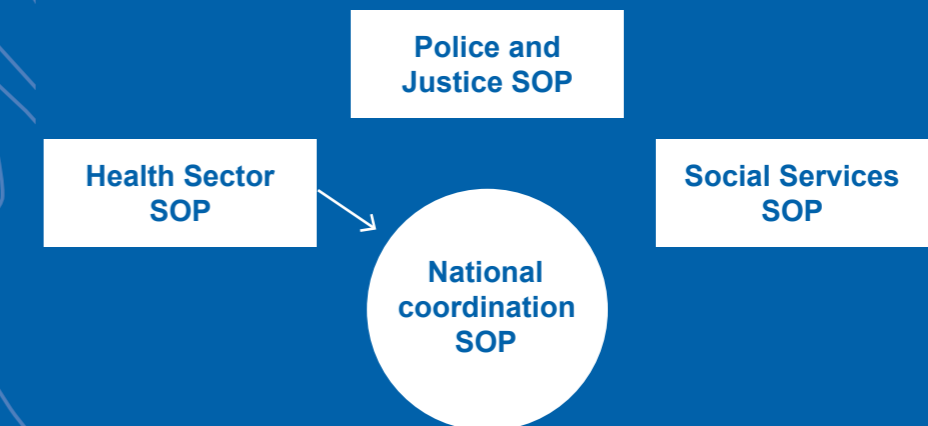 Police and
Justice SOP
Health Sector
SOP
Social Services
SOP
National
coordination
SOP